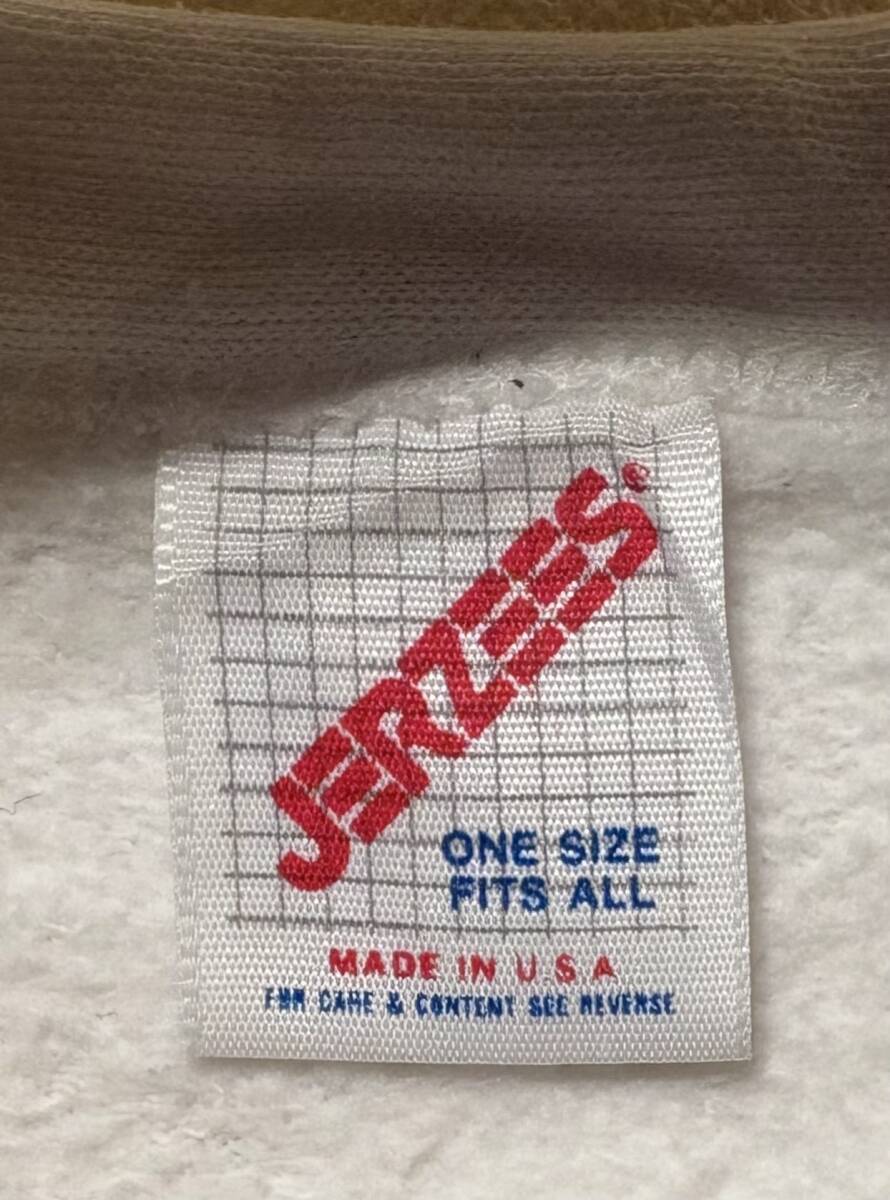 JERZEES®
ONE SIZE
FITS ALL
MADE IN U S A
FOR CARE & CONTENT SEE REVERSE